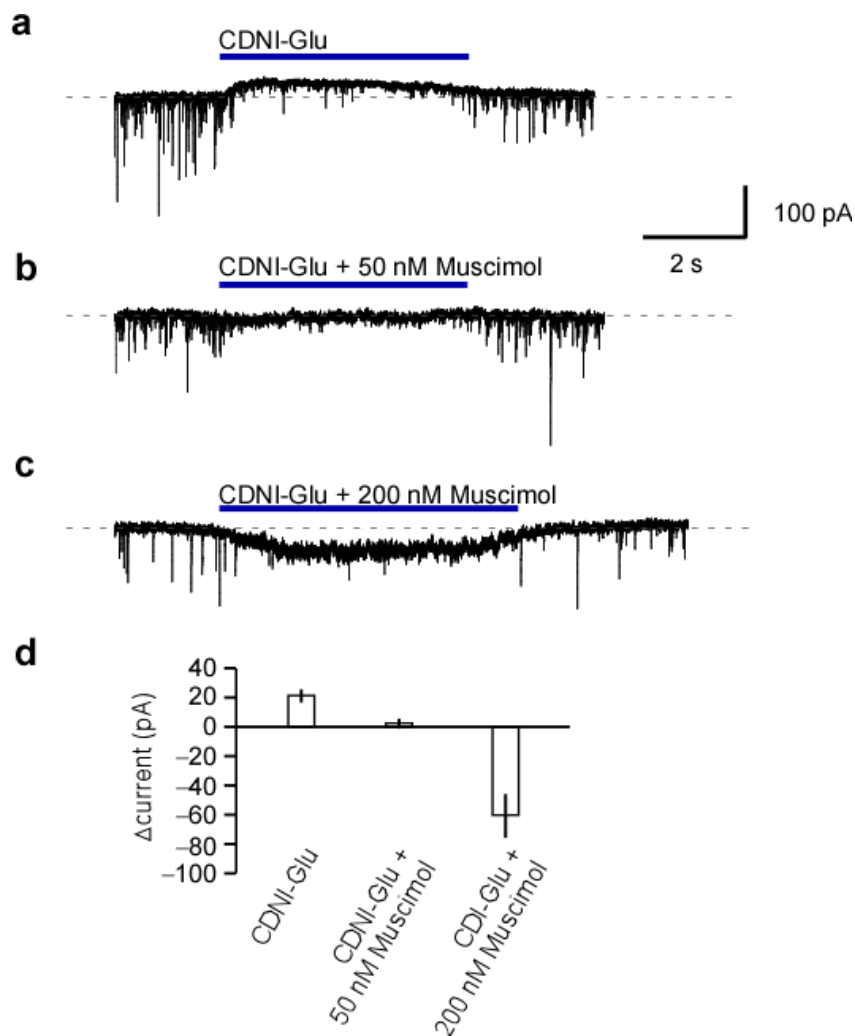 a
CDNI-Glu
100 pA
2 s
b
CDNI-Glu + 50 nM Muscimol
c
CDNI-Glu + 200 nM Muscimol
d
40
20
0
−20
−40
−60
−80
−100
Δcurrent (pA)
CDNI-Glu
CDNI-Glu +
50 nM Muscimol
CDI-Glu +
200 nM Muscimol